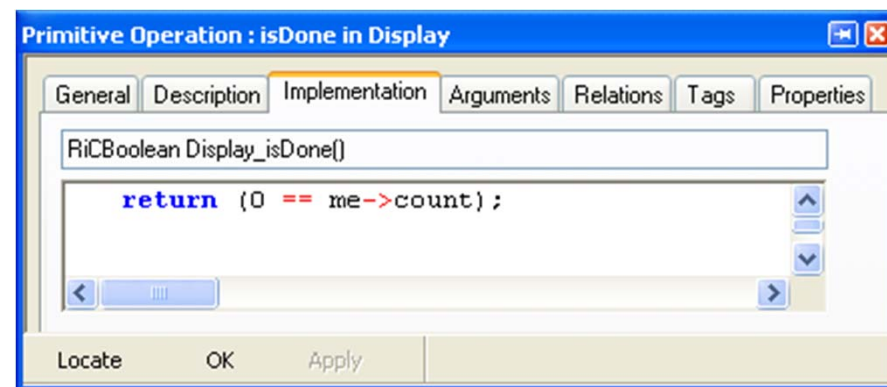 Primitive Operation : isDone in Display
General Description Implementation Arguments Relations Tags Properties
RiCBoolean Display_isDone()
return (0 == me->count);
Locate OK Apply